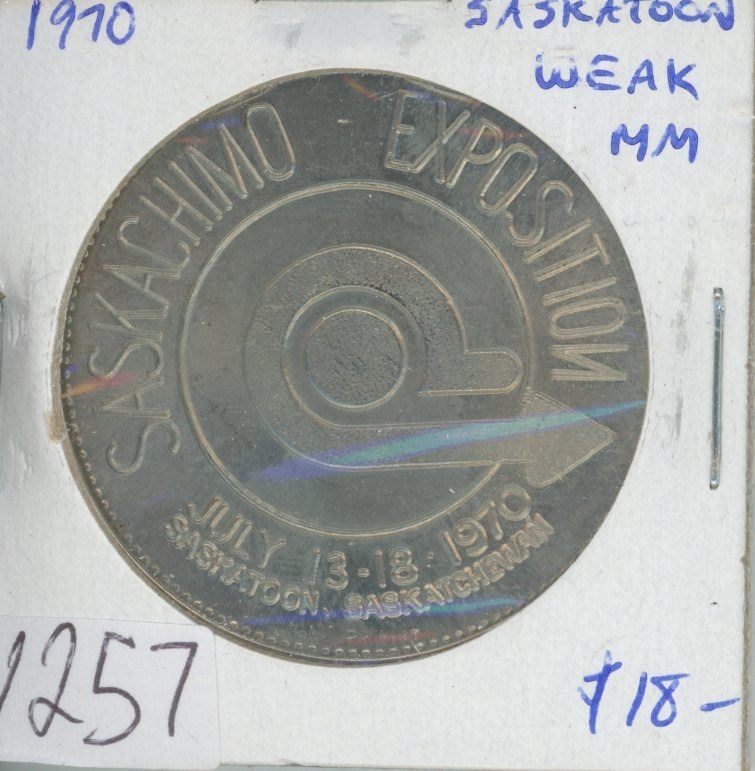 1970
SASKATOON
WEAK
MM
SASKACHIMO EXPOSITION
JULY 13-18 1970
SASKATOON, SASKATCHEWAN
1257
$18-